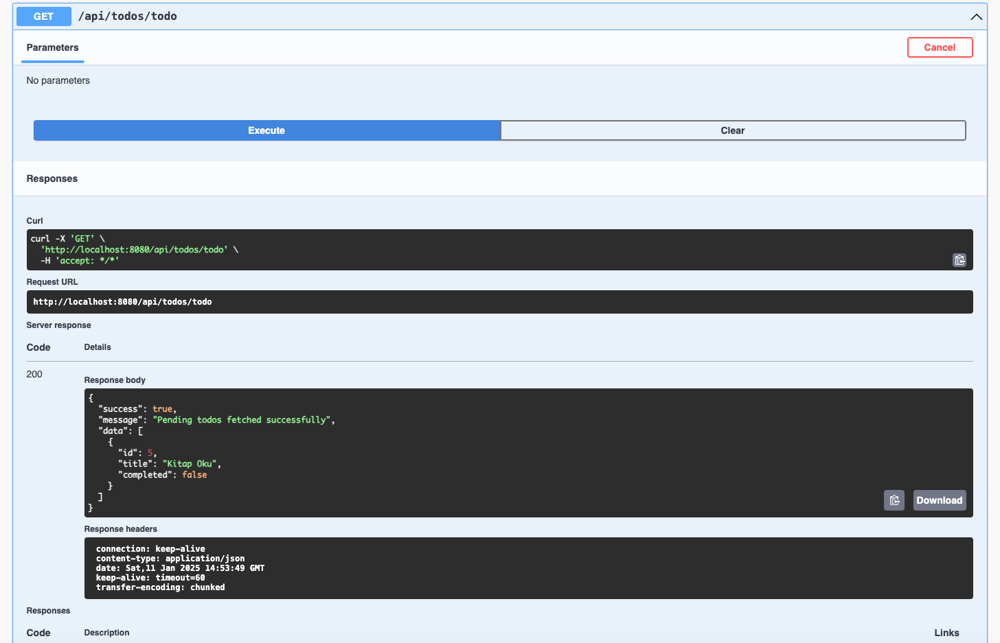 GET /api/todos/todo
Parameters
Cancel
No parameters
Execute
Clear
Responses
Curl
curl -X 'GET' \
  'http://localhost:8080/api/todos/todo' \
  -H 'accept: */*'
Request URL
http://localhost:8080/api/todos/todo
Server response
Code Details
200
Response body
{
  "success": true,
  "message": "Pending todos fetched successfully",
  "data": [
    {
      "id": 5,
      "title": "Kitap Oku",
      "completed": false
    }
  ]
}
Download
Response headers
connection: keep-alive
content-type: application/json
date: Sat,11 Jan 2025 14:53:49 GMT
keep-alive: timeout=60
transfer-encoding: chunked
Responses
Code Description Links